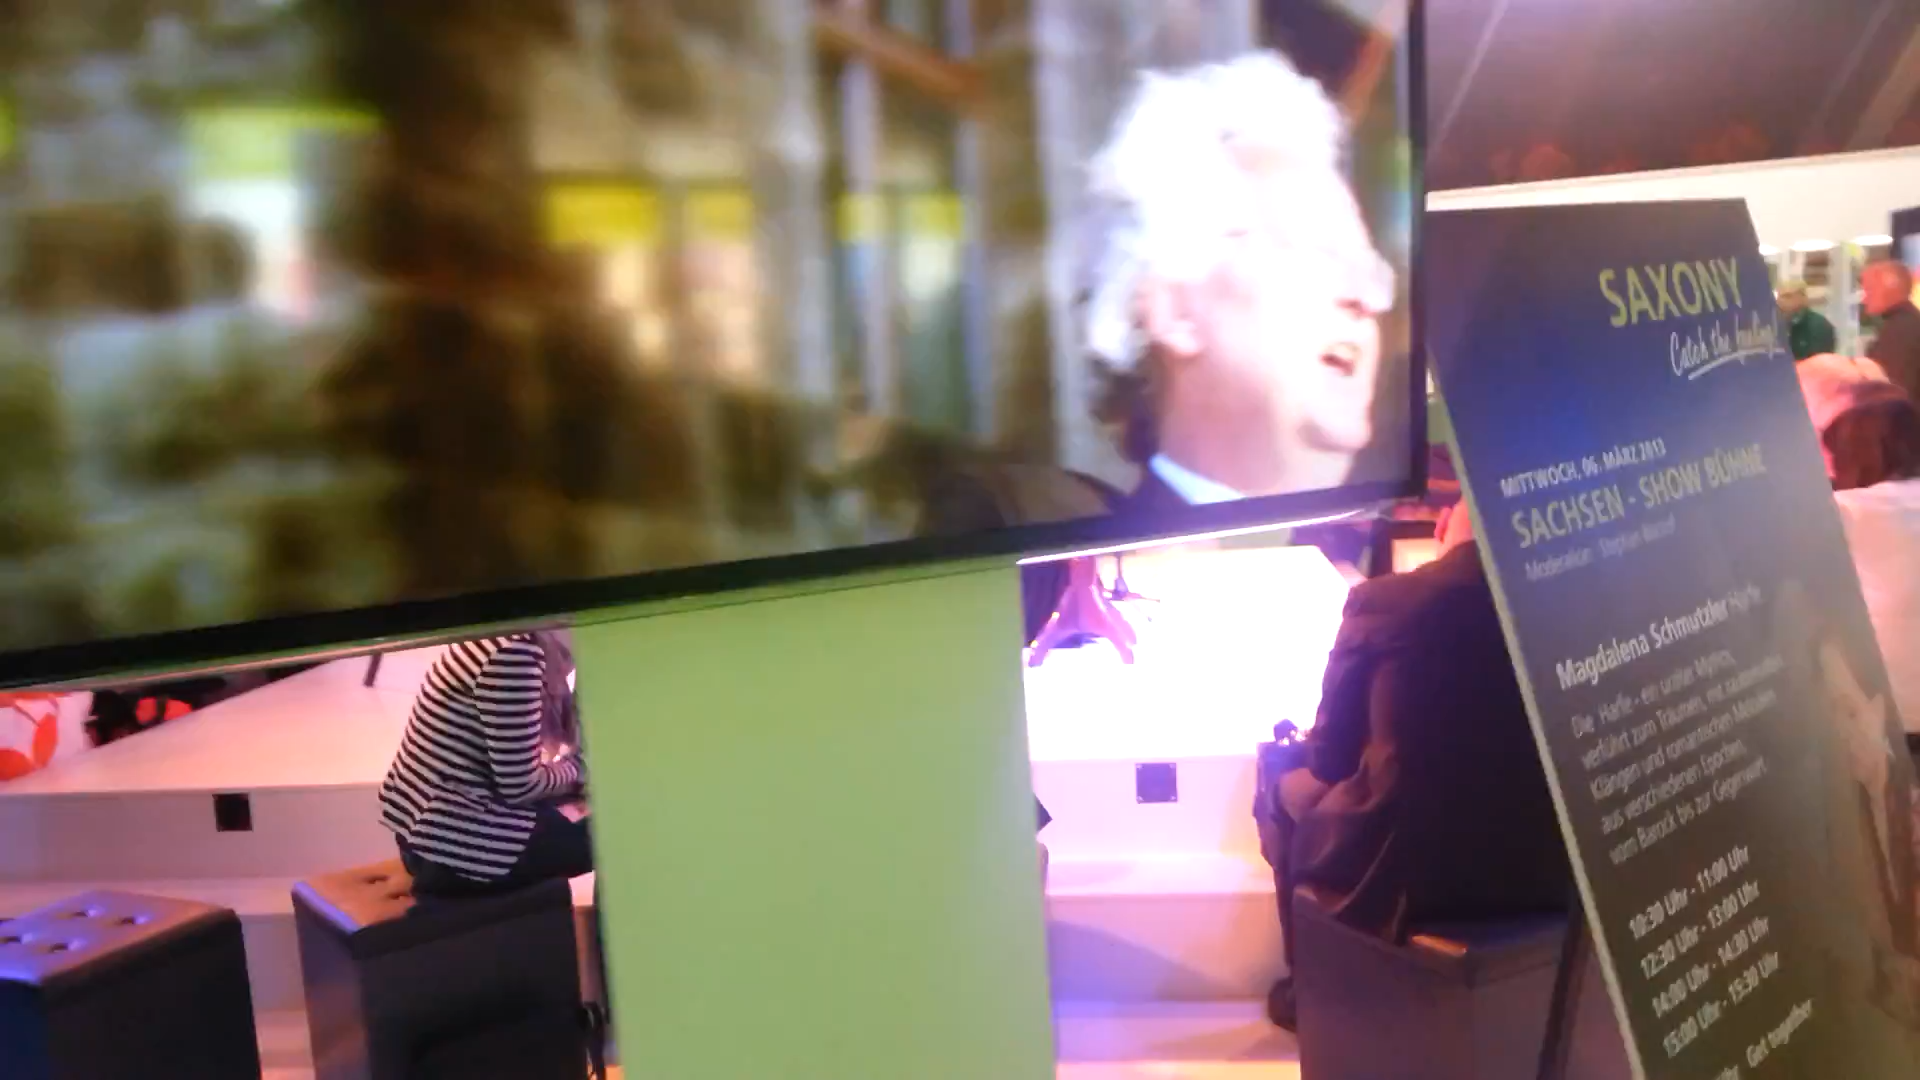 SAXONY
Catch the feeling!
MITTWOCH, 06. MÄRZ 2013
SACHSEN - SHOW BÜHNE
Moderation: Stephan
Magdalena Schmutzler Harfe
Die Harfe - ein uralter Mythos,
verführt zum Träumen, mit zauberhaften
Klängen und romantischen Melodien
aus verschiedenen Epochen,
vom Barock bis zur Gegenwart.
10:30 Uhr - 11:00 Uhr
12:30 Uhr - 13:00 Uhr
14:00 Uhr - 14:30 Uhr
15:00 Uhr - 15:30 Uhr
Uhr - Get together